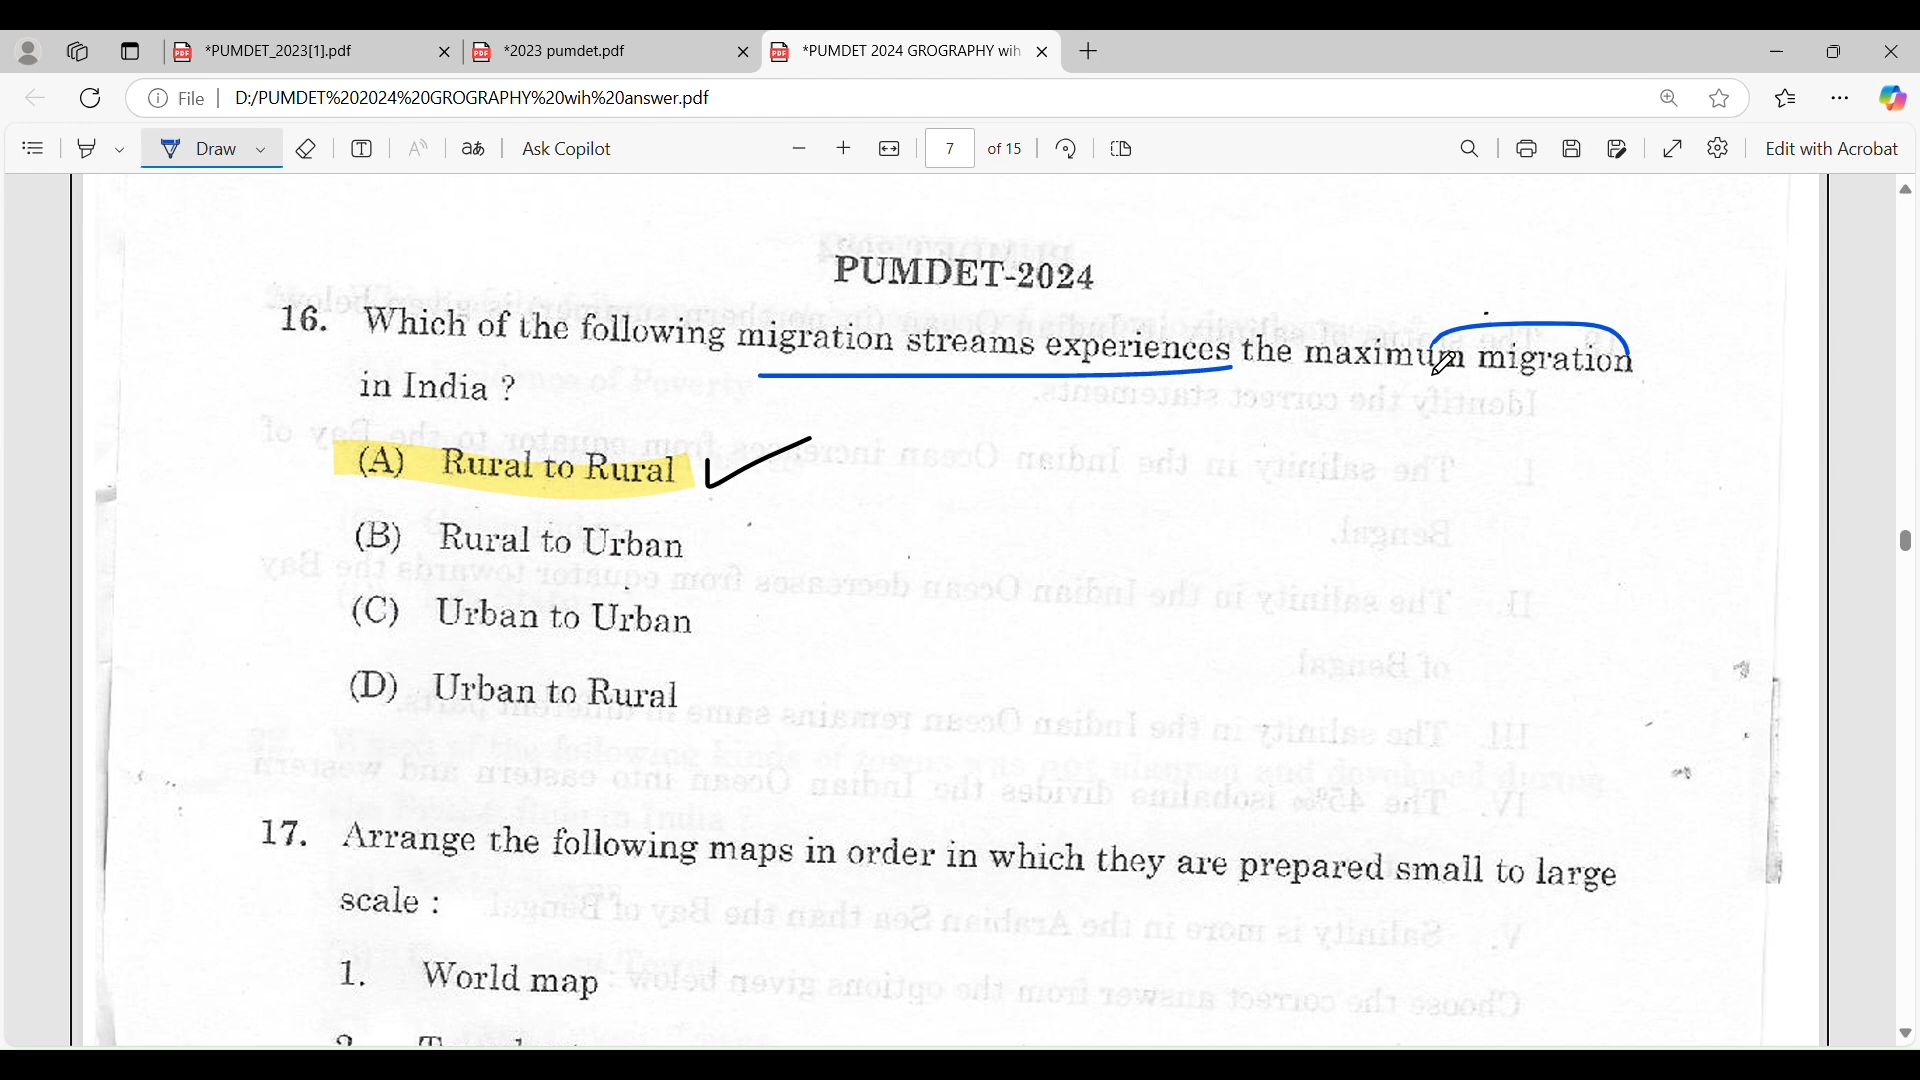 *PUMDET_2023[1].pdf
*2023 pumdet.pdf
*PUMDET 2024 GROGRAPHY wih
File
D:/PUMDET%202024%20GROGRAPHY%20wih%20answer.pdf
Draw
Ask Copilot
7 of 15
Edit with Acrobat
PUMDET-2024
16. Which of the following migration streams experiences the maximum migration
in India ?
(A) Rural to Rural
(B) Rural to Urban
(C) Urban to Urban
(D) Urban to Rural
17. Arrange the following maps in order in which they are prepared small to large
scale :
1. World map